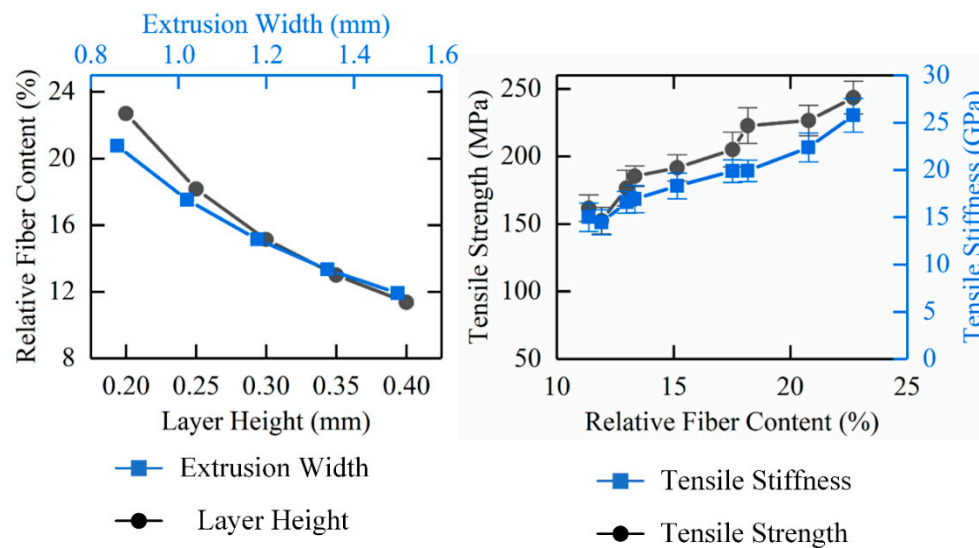 Extrusion Width (mm)
0.8 1.0 1.2 1.4 1.6
Relative Fiber Content (%)
24
20
16
12
8
0.20 0.25 0.30 0.35 0.40
Layer Height (mm)
Extrusion Width
Layer Height
Tensile Strength (MPa)
250
200
150
100
50
10 15 20 25
Relative Fiber Content (%)
30
25
20
15
10
5
0
Tensile Stiffness (GPa)
Tensile Stiffness
Tensile Strength